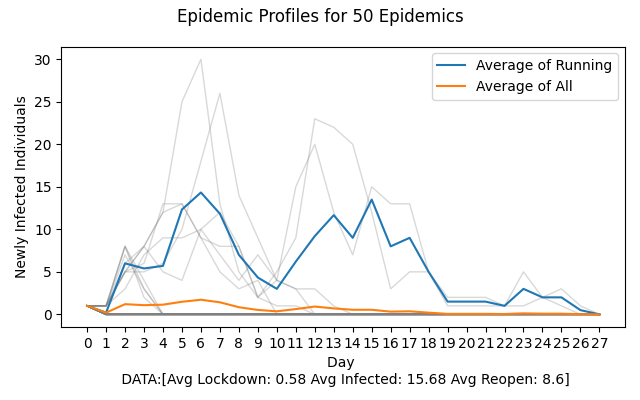 Epidemic Profiles for 50 Epidemics
Newly Infected Individuals
30
25
20
15
10
5
0
Average of Running
Average of All
0 1 2 3 4 5 6 7 8 9 10 11 12 13 14 15 16 17 18 19 20 21 22 23 24 25 26 27
Day
DATA:[Avg Lockdown: 0.58 Avg Infected: 15.68 Avg Reopen: 8.6]